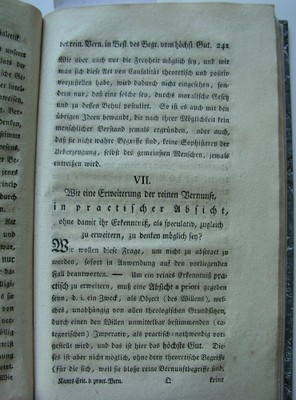 der rein. Vern. in Best. des Begr. vom höchst. Gut. 241
Wie aber auch nur die Freyheit möglich sey, und wie
man sich diese Art von Causalität theoretisch und positiv
vorzustellen habe, wird dadurch nicht eingesehen, son-
dern nur, daß eine solche sey, durchs moralische Gesetz
und zu dessen Behuf postulirt. So ist es auch mit den
übrigen Ideen bewandt, die nach ihrer Möglichkeit kein
menschlicher Verstand jemals ergründen, aber auch,
daß sie nicht wahre Begriffe sind, keine Sophisterey der
Ueberzeugung, selbst des gemeinsten Menschen, jemals
entreißen wird.
VII.
Wie eine Erweiterung der reinen Vernunft,
in practischer Absicht,
ohne damit ihr Erkenntniß, als speculativ, zugleich
zu erweitern, zu denken möglich sey?
Wir wollen diese Frage, um nicht zu abstract zu
werden, sofort in Anwendung auf den vorliegenden
Fall beantworten. — Um ein reines Erkenntniß prac-
tisch zu erweitern, muß eine Absicht a priori gegeben
seyn, d. i. ein Zweck, als Object (des Willens), wel-
ches, unabhängig von allen theologischen Grundsätzen,
durch einen den Willen unmittelbar bestimmenden (ca-
tegorischen) Imperativ, als practisch-nothwendig vorge-
stellt wird, und das ist hier das höchste Gut. Die-
ses ist aber nicht möglich, ohne drey theoretische Begriffe
(für die sich, weil sie bloße reine Vernunftbegriffe sind,
Kants Crit. d. pract. Vern. Q keine